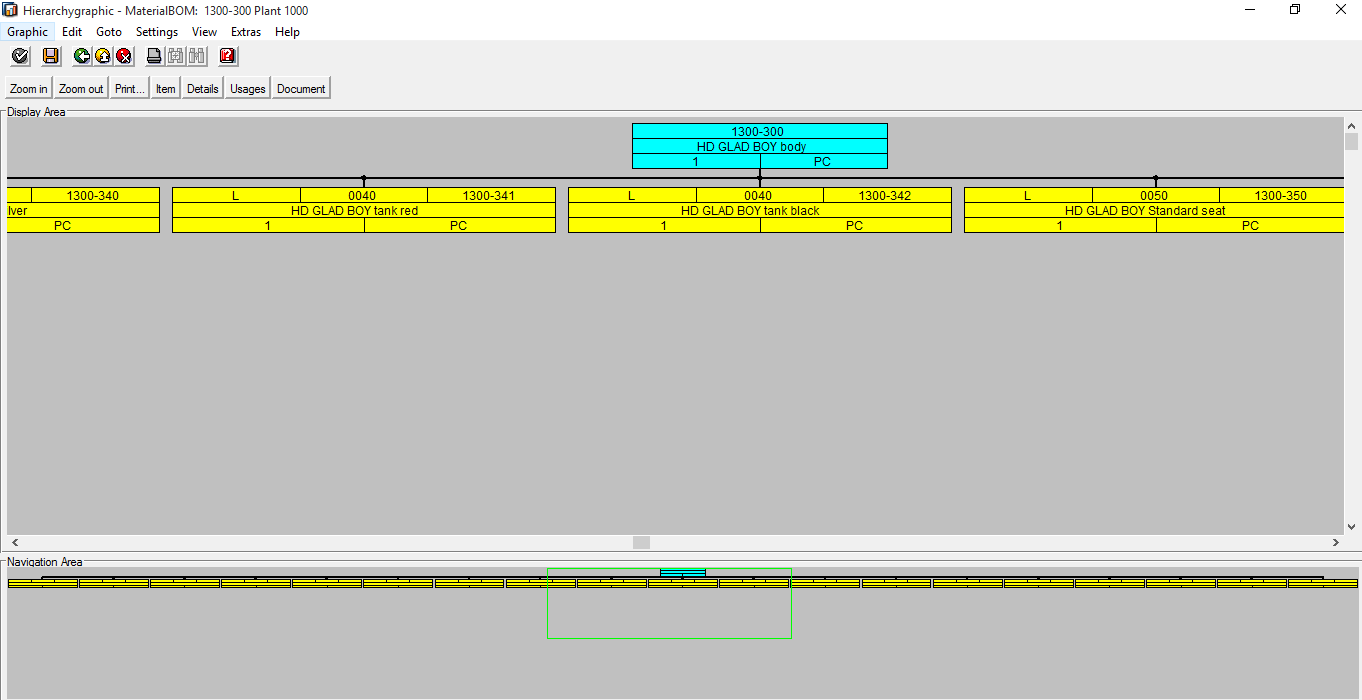 Hierarchygraphic - MaterialBOM: 1300-300 Plant 1000
Graphic Edit Goto Settings View Extras Help
Zoom in Zoom out Print... Item Details Usages Document
Display Area
1300-300
HD GLAD BOY body
1 PC
1300-340 L 0040 1300-341 L 0040 1300-342 L 0050 1300-350
lver HD GLAD BOY tank red HD GLAD BOY tank black HD GLAD BOY Standard seat
PC 1 PC 1 PC 1 PC
Navigation Area